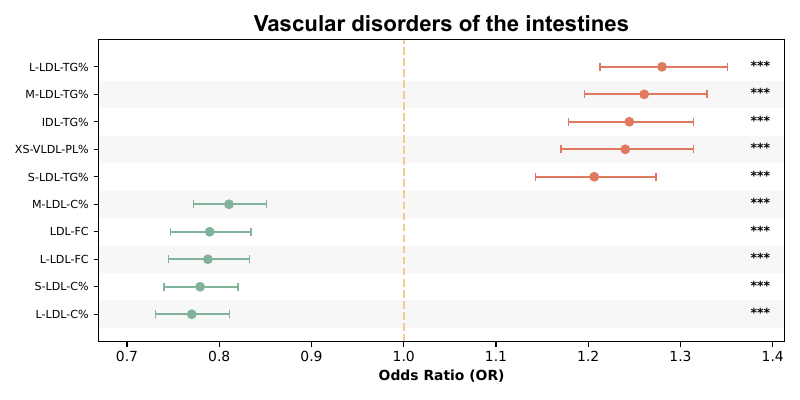 Vascular disorders of the intestines
L-LDL-TG% ***
M-LDL-TG% ***
IDL-TG% ***
XS-VLDL-PL% ***
S-LDL-TG% ***
M-LDL-C% ***
LDL-FC ***
L-LDL-FC ***
S-LDL-C% ***
L-LDL-C% ***
0.7 0.8 0.9 1.0 1.1 1.2 1.3 1.4
Odds Ratio (OR)